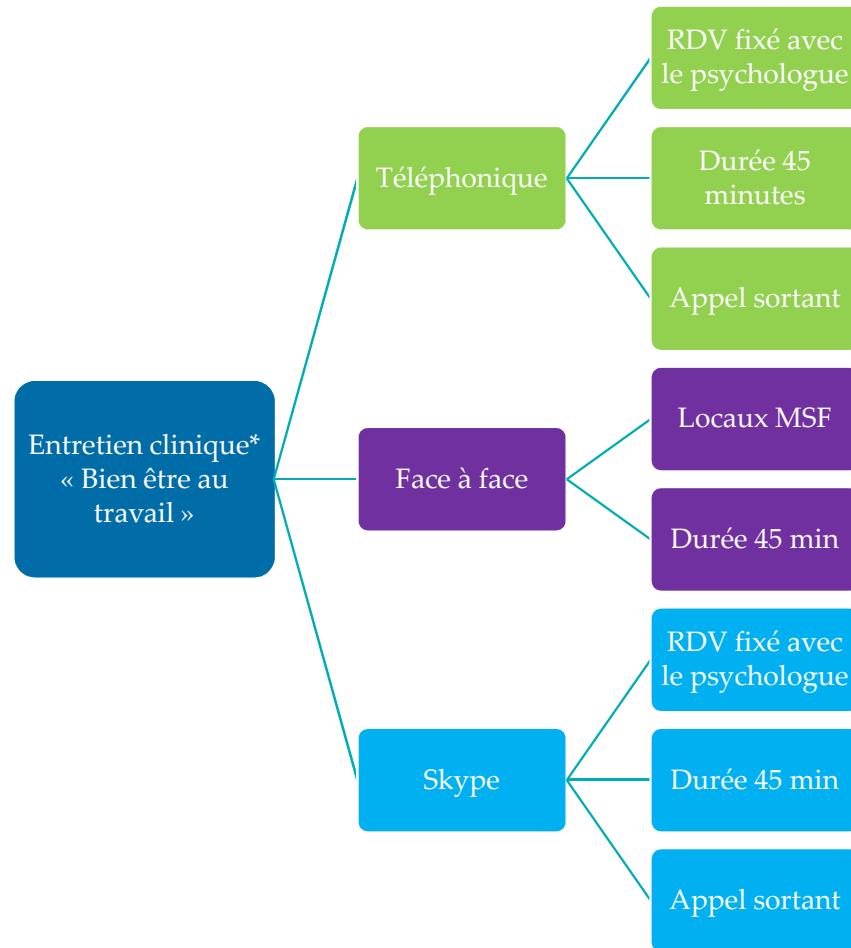 Entretien clinique*
« Bien être au
travail »
Téléphonique
RDV fixé avec
le psychologue
Durée 45
minutes
Appel sortant
Face à face
Locaux MSF
Durée 45 min
Skype
RDV fixé avec
le psychologue
Durée 45 min
Appel sortant